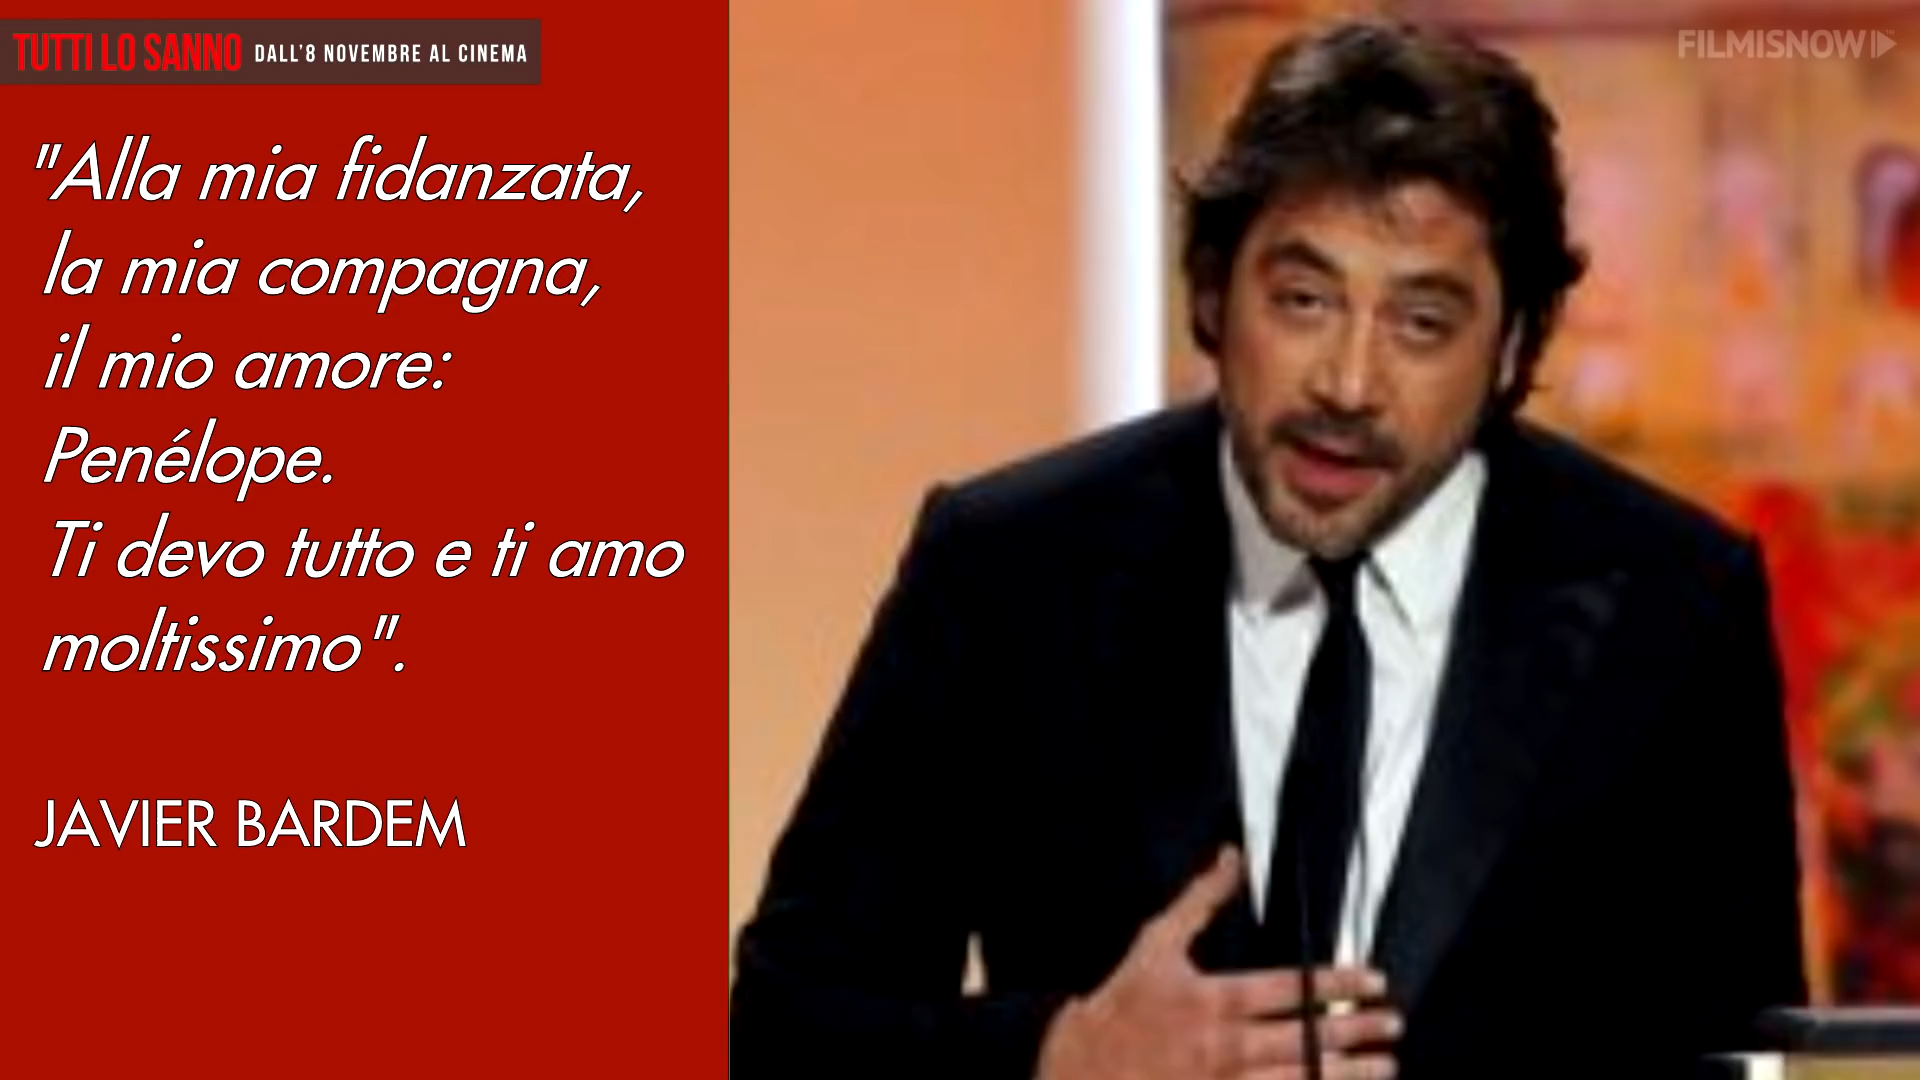 TUTTI LO SANNO DALL'8 NOVEMBRE AL CINEMA
FILMISNOW
"Alla mia fidanzata,
la mia compagna,
il mio amore:
Penélope.
Ti devo tutto e ti amo
moltissimo".
JAVIER BARDEM